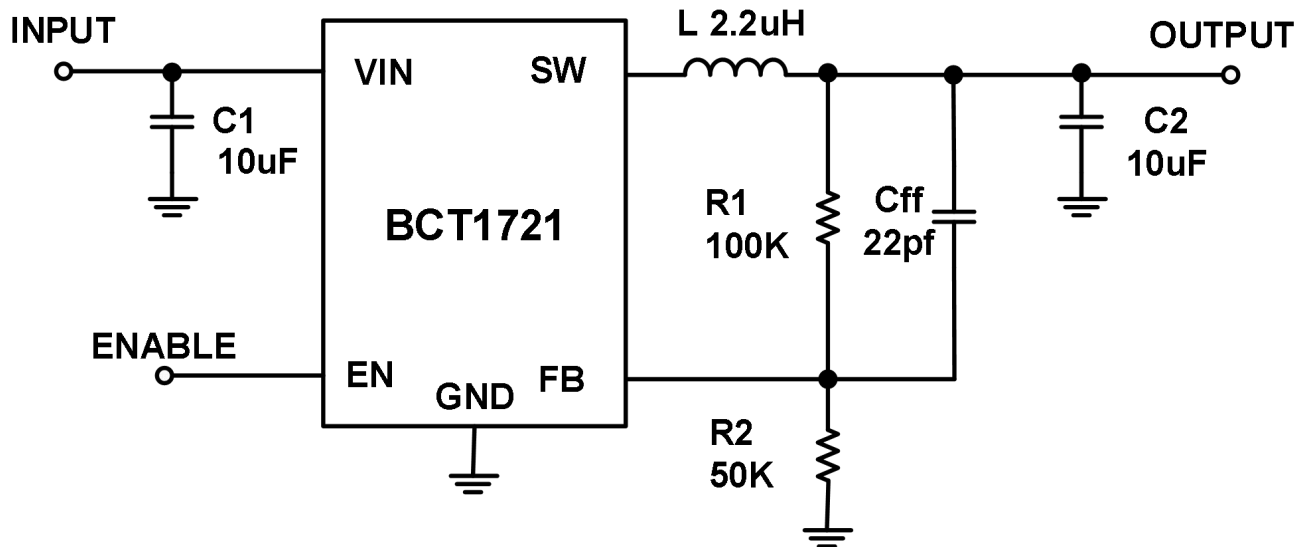 INPUT
L 2.2uH
OUTPUT
VIN
SW
C1
10uF
C2
10uF
BCT1721
R1
100K
Cff
22pf
ENABLE
EN
GND
FB
R2
50K